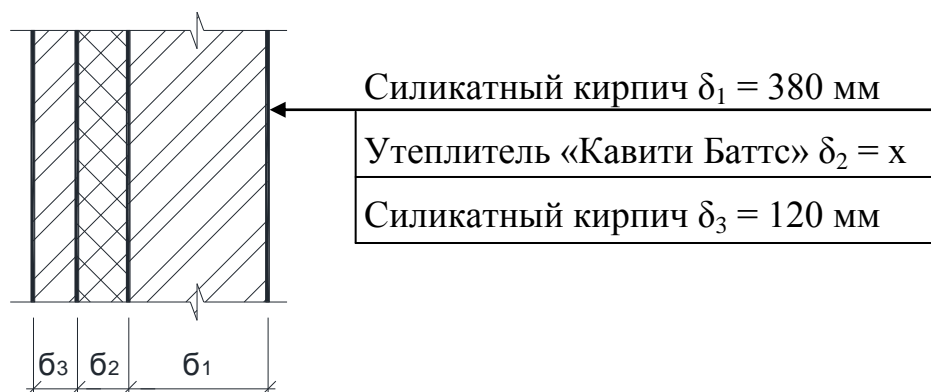 Силикатный кирпич δ₁ = 380 мм
Утеплитель «Кавити Баттс» δ₂ = x
Силикатный кирпич δ₃ = 120 мм
б₃ б₂ б₁